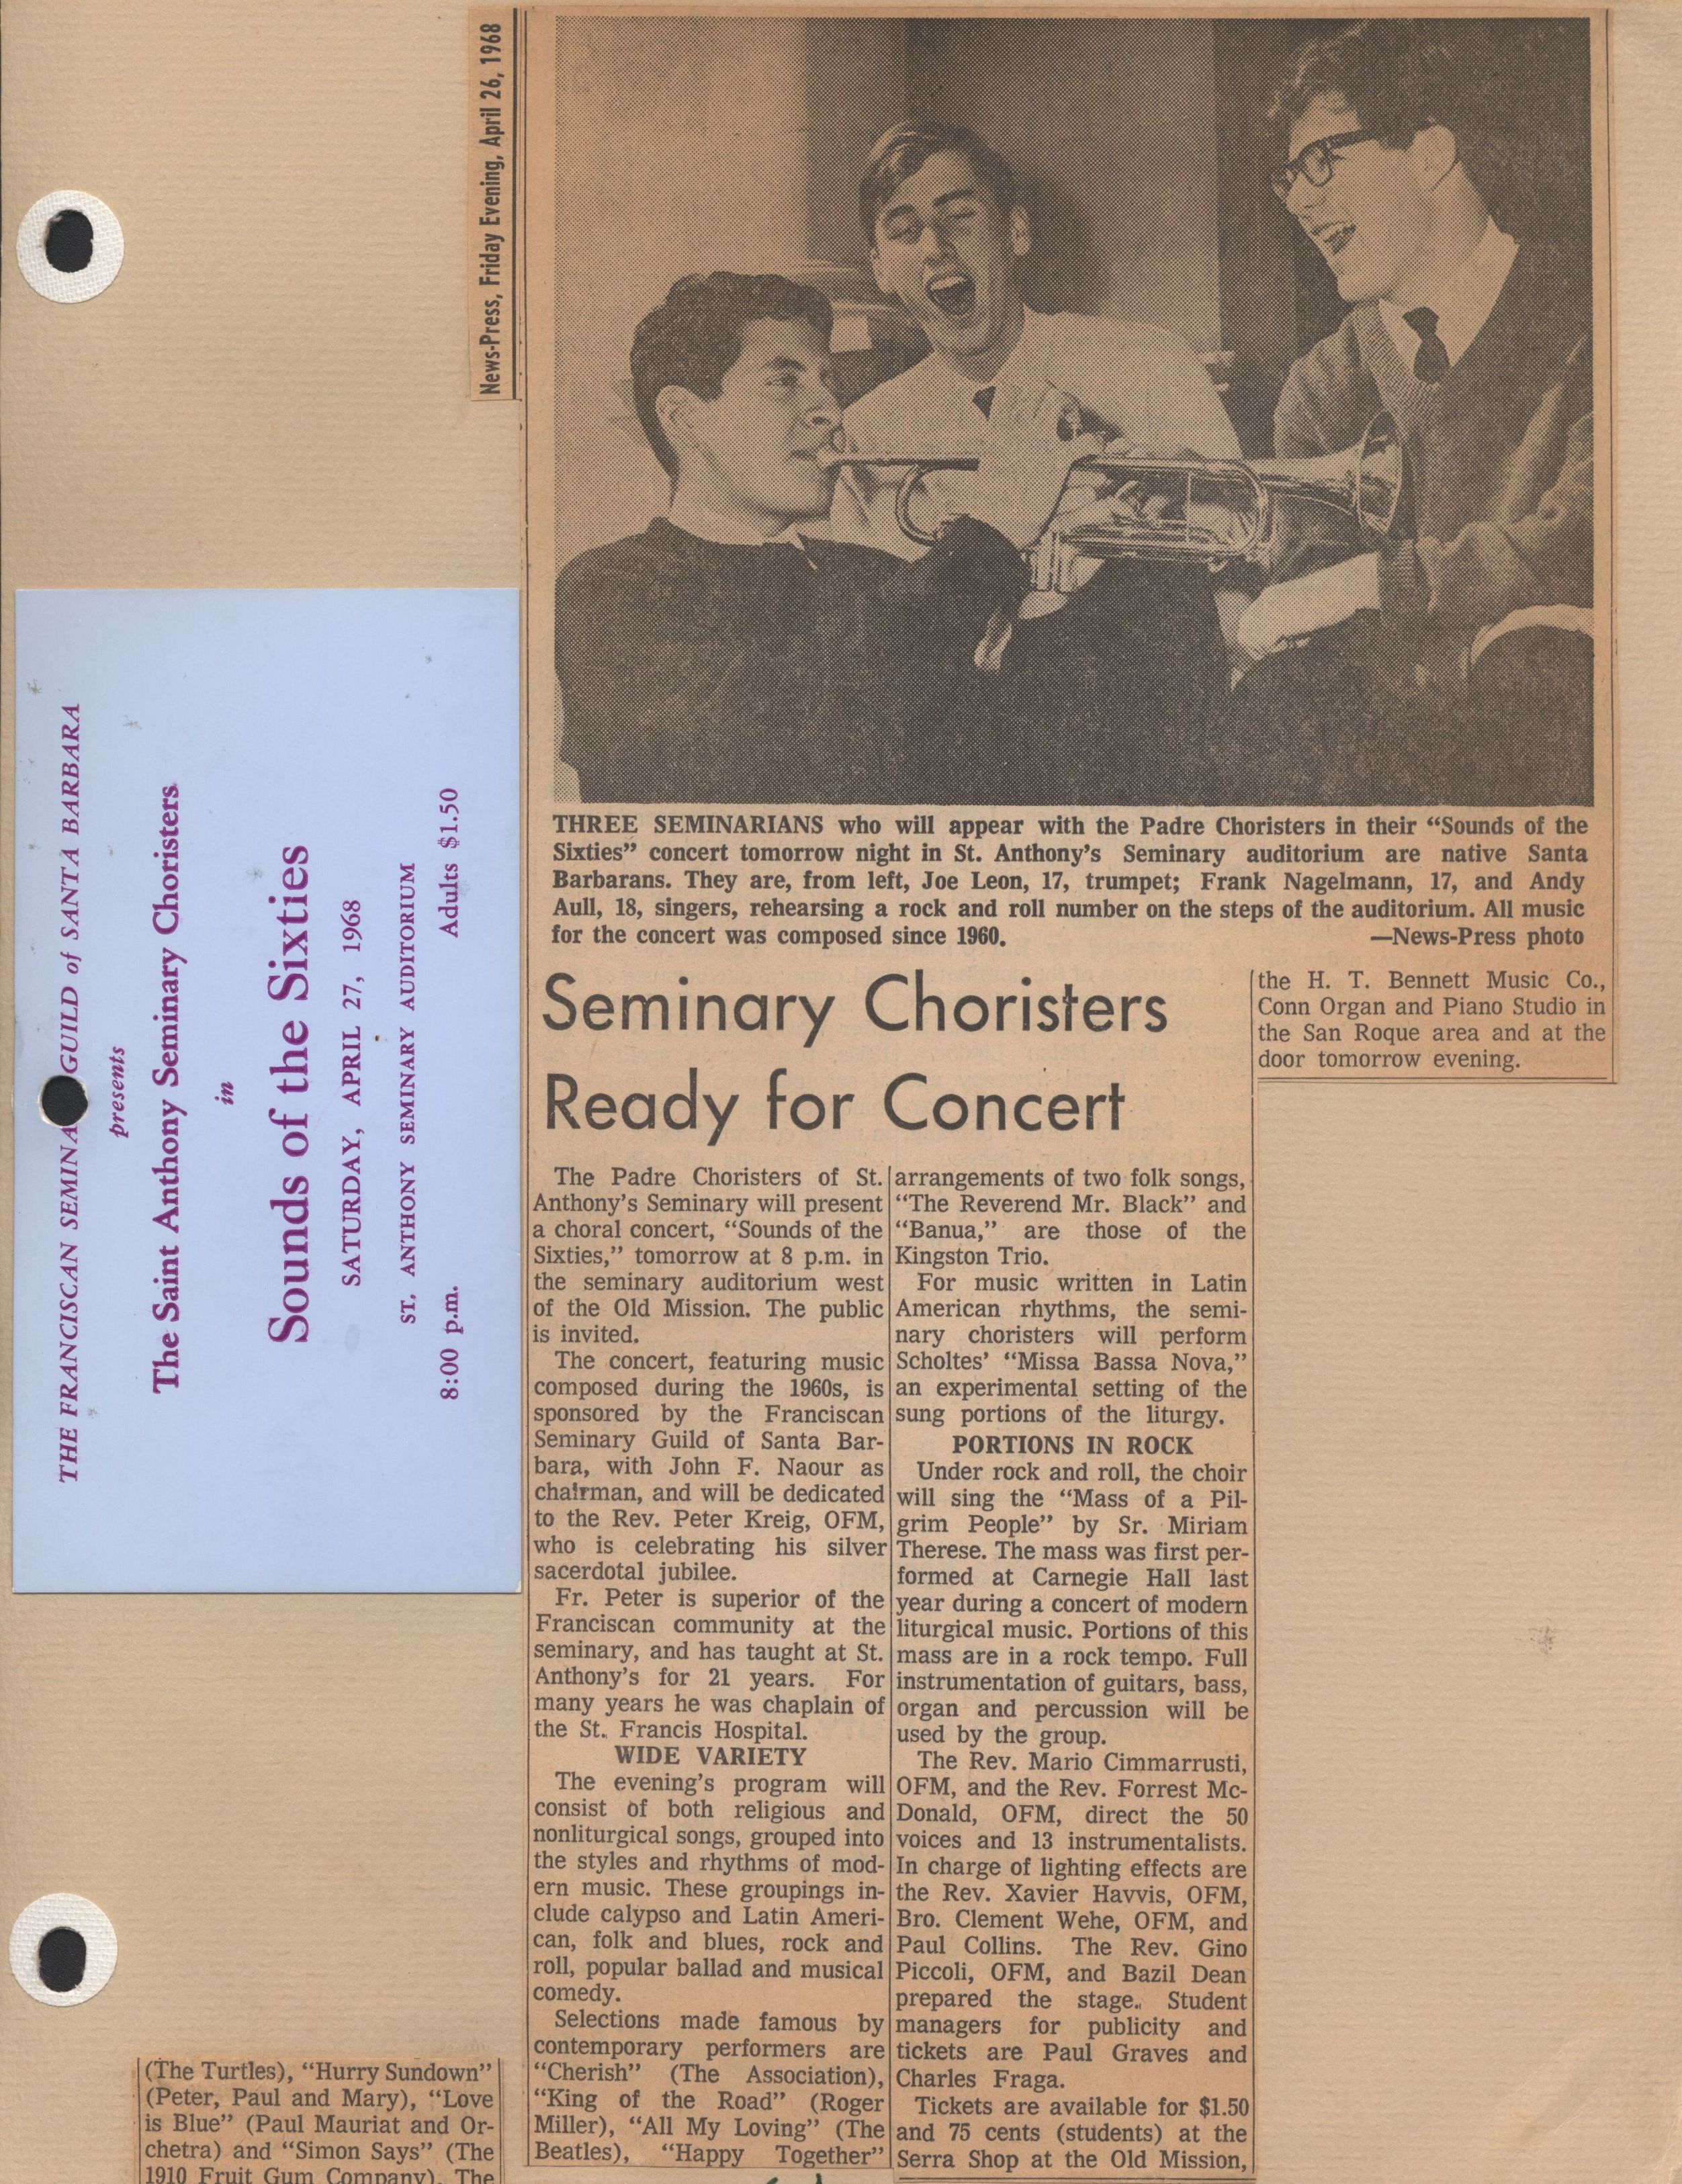 News-Press, Friday Evening, April 26, 1968
THE FRANCISCAN SEMINA GUILD of SANTA BARBARA
presents
The Saint Anthony Seminary Choristers
in
Sounds of the Sixties
SATURDAY, APRIL 27, 1968
ST. ANTHONY SEMINARY AUDITORIUM
8:00 p.m. Adults $1.50
THREE SEMINARIANS who will appear with the Padre Choristers in their “Sounds of the
Sixties” concert tomorrow night in St. Anthony's Seminary auditorium are native Santa
Barbarans. They are, from left, Joe Leon, 17, trumpet; Frank Nagelmann, 17, and Andy
Aull, 18, singers, rehearsing a rock and roll number on the steps of the auditorium. All music
for the concert was composed since 1960. —News-Press photo
Seminary Choristers
Ready for Concert
The Padre Choristers of St.
Anthony's Seminary will present
a choral concert, “Sounds of the
Sixties,” tomorrow at 8 p.m. in
the seminary auditorium west
of the Old Mission. The public
is invited.
The concert, featuring music
composed during the 1960s, is
sponsored by the Franciscan
Seminary Guild of Santa Bar-
bara, with John F. Naour as
chairman, and will be dedicated
to the Rev. Peter Kreig, OFM,
who is celebrating his silver
sacerdotal jubilee.
Fr. Peter is superior of the
Franciscan community at the
seminary, and has taught at St.
Anthony's for 21 years. For
many years he was chaplain of
the St. Francis Hospital.
WIDE VARIETY
The evening's program will
consist of both religious and
nonliturgical songs, grouped into
the styles and rhythms of mod-
ern music. These groupings in-
clude calypso and Latin Ameri-
can, folk and blues, rock and
roll, popular ballad and musical
comedy.
Selections made famous by
contemporary performers are
“Cherish” (The Association),
“King of the Road” (Roger
Miller), “All My Loving” (The
Beatles), “Happy Together”
(The Turtles), “Hurry Sundown”
(Peter, Paul and Mary), “Love
is Blue” (Paul Mauriat and Or-
chetra) and “Simon Says” (The
1910 Fruit Gum Company). The
arrangements of two folk songs,
“The Reverend Mr. Black” and
“Banua,” are those of the
Kingston Trio.
For music written in Latin
American rhythms, the semi-
nary choristers will perform
Scholtes' “Missa Bassa Nova,”
an experimental setting of the
sung portions of the liturgy.
PORTIONS IN ROCK
Under rock and roll, the choir
will sing the “Mass of a Pil-
grim People” by Sr. Miriam
Therese. The mass was first per-
formed at Carnegie Hall last
year during a concert of modern
liturgical music. Portions of this
mass are in a rock tempo. Full
instrumentation of guitars, bass,
organ and percussion will be
used by the group.
The Rev. Mario Cimmarrusti,
OFM, and the Rev. Forrest Mc-
Donald, OFM, direct the 50
voices and 13 instrumentalists.
In charge of lighting effects are
the Rev. Xavier Havvis, OFM,
Bro. Clement Wehe, OFM, and
Paul Collins. The Rev. Gino
Piccoli, OFM, and Bazil Dean
prepared the stage. Student
managers for publicity and
tickets are Paul Graves and
Charles Fraga.
Tickets are available for $1.50
and 75 cents (students) at the
Serra Shop at the Old Mission,
the H. T. Bennett Music Co.,
Conn Organ and Piano Studio in
the San Roque area and at the
door tomorrow evening.